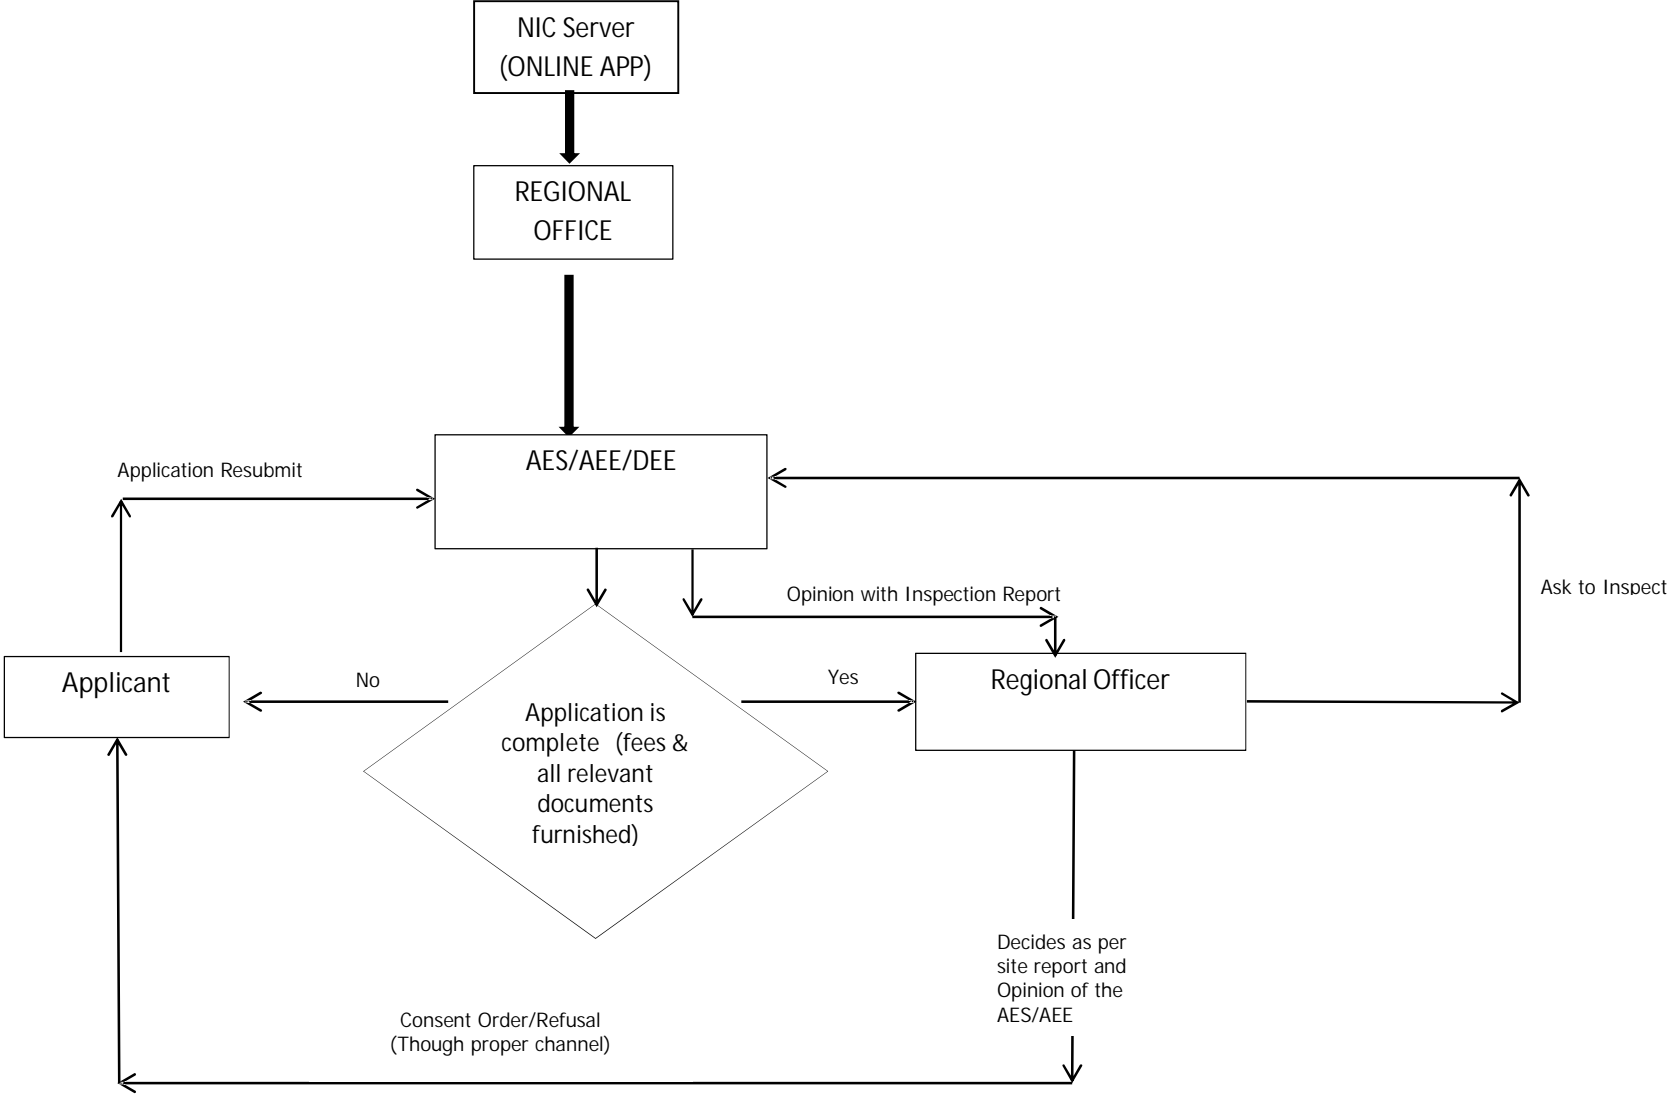 NIC Server
(ONLINE APP)
REGIONAL
OFFICE
AES/AEE/DEE
Application Resubmit
Opinion with Inspection Report
Ask to Inspect
Applicant
No
Yes
Regional Officer
Application is
complete (fees &
all relevant
documents
furnished)
Decides as per
site report and
Opinion of the
AES/AEE
Consent Order/Refusal
(Though proper channel)